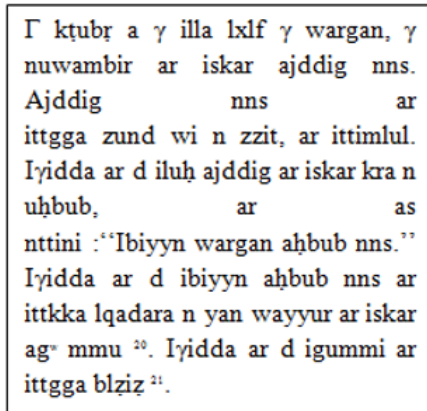 Γ kṭubṛ a γ illa lxlf γ wargan, γ
nuwambir ar iskar ajddig nns.
Ajddig nns ar
ittgga zund wi n zzit, ar ittimlul.
Iγidda ar d iluḥ ajddig ar iskar kra n
uḥbub, ar as
nttini :‘‘Ibiyyn wargan aḥbub nns.’’
Iγidda ar d ibiyyn aḥbub nns ar
ittkka lqadara n yan wayyur ar iskar
agʷ mmu ²⁰. Iγidda ar d igummi ar
ittgga blẓiẓ ²¹.